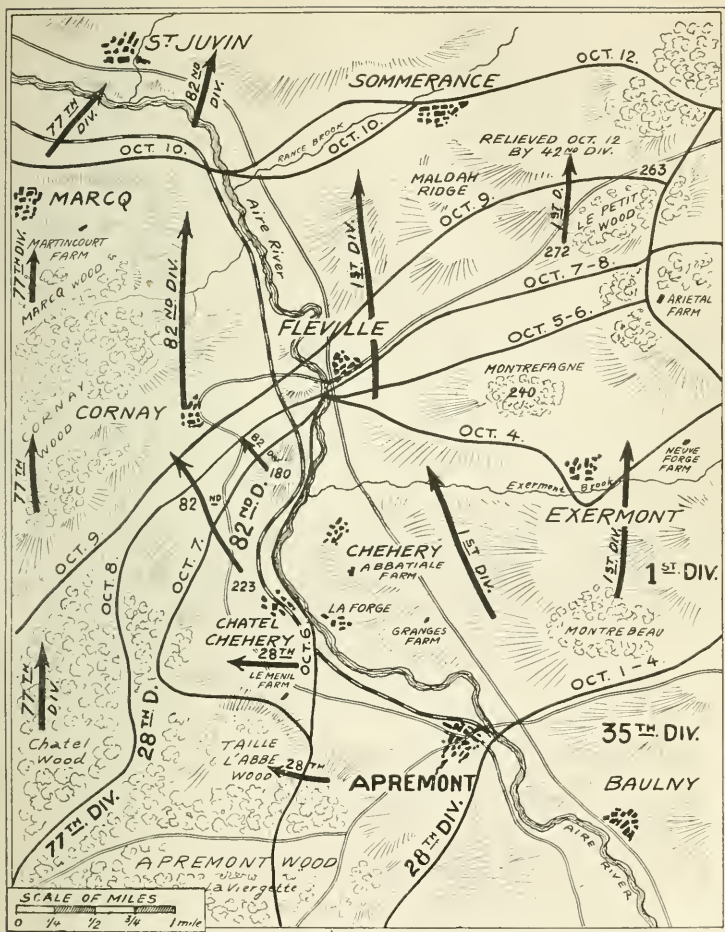 ST. JUVIN
82ND DIV.
SOMMERANCE
OCT. 12.
77TH DIV.
OCT. 10.
RANCE BROOK
OCT. 10.
RELIEVED OCT. 12
BY 42ND DIV.
MARCQ
MALDAH
RIDGE
OCT. 9.
1ST D.
LE PETIT
WOOD
263
272
MARTINCOURT
FARM
77TH DIV.
MARCQ WOOD
82ND DIV.
Aire River
1ST DIV.
OCT. 7-8.
ARIETAL
FARM
FLEVILLE
OCT. 5-6.
MONTREFAGNE
240
CORNAY
CORNAY
WOOD
77TH
82
180
OCT. 4.
NEUVE
FORGE
FARM
Exermont Brook
EXERMONT
82ND
82ND D.
OCT. 9
OCT. 8.
OCT. 7.
CHEHERY
ABBATIALE
FARM
1ST DIV.
1ST DIV.
1ST DIV.
223
CHATEL
CHEHERY
LA FORGE
GRANGES
FARM
MONTREBEAU
28TH
OCT. 6
LE MENIL
FARM
OCT. 1-4.
77TH
DIV.
Chatel
Wood
28TH D.
TAILLE
L'ABBE
WOOD
28TH
APREMONT
35TH DIV.
BAULNY
77TH DIV.
28TH DIV.
AIRE RIVER
APREMONT WOOD
La Viergette
SCALE OF MILES
0 1/4 1/2 3/4 1 mile